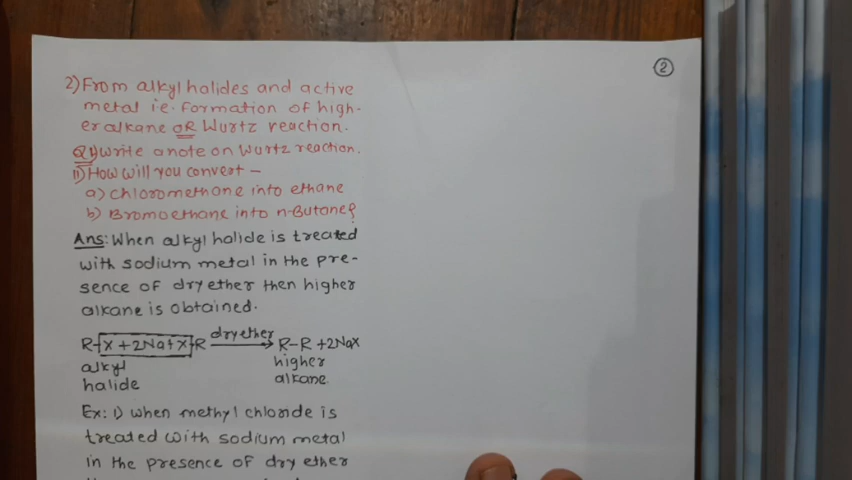 2
2) From alkyl halides and active
metal i.e. formation of high-
er alkane OR Wurtz reaction.
Q1) Write a note on Wurtz reaction.
11) How will you convert –
a) chloromethane into ethane
b) Bromoethane into n-Butane?
Ans: When alkyl halide is treated
with sodium metal in the pre-
sence of dry ether then higher
alkane is obtained.
R-X + 2Na + X-R dry ether → R-R + 2NaX
alkyl higher
halide alkane.
Ex: 1) when methyl chloride is
treated with sodium metal
in the presence of dry ether